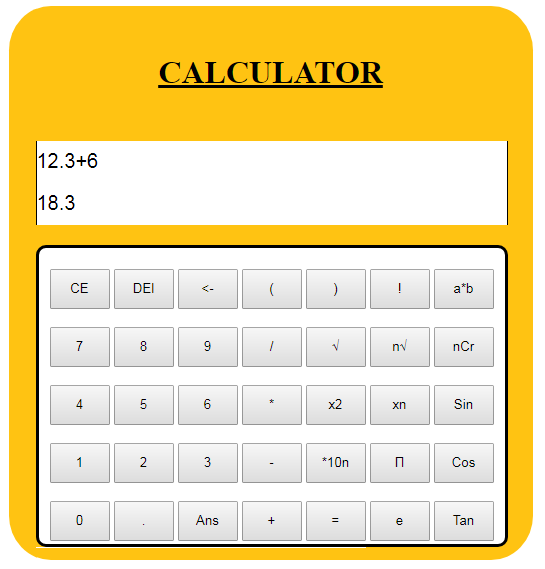 CALCULATOR
12.3+6
18.3
CE DEl <- ( ) ! a*b
7 8 9 / √ n√ nCr
4 5 6 * x2 xn Sin
1 2 3 - *10n Π Cos
0 . Ans + = e Tan